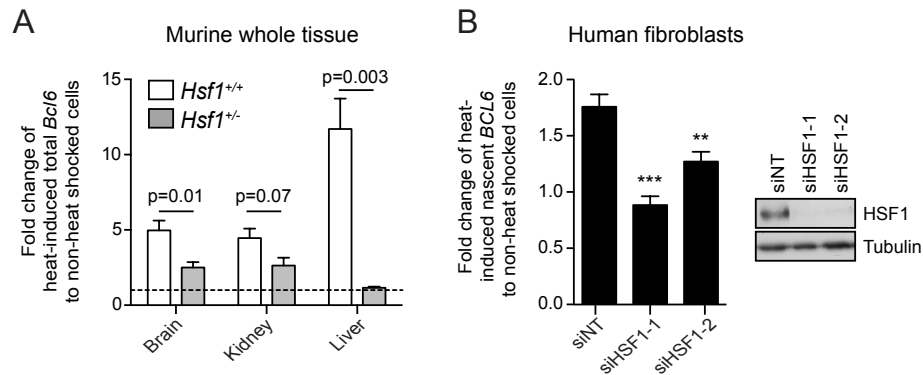 A
Murine whole tissue
Fold change of
heat-induced total Bcl6
to non-heat shocked cells
15
10
5
0
Hsf1+/+
Hsf1+/-
p=0.01
p=0.07
p=0.003
Brain
Kidney
Liver
B
Human fibroblasts
Fold change of heat-
induced nascent BCL6
to non-heat shocked cells
2.0
1.5
1.0
0.5
0.0
***
**
siNT
siHSF1-1
siHSF1-2
siNT
siHSF1-1
siHSF1-2
HSF1
Tubulin